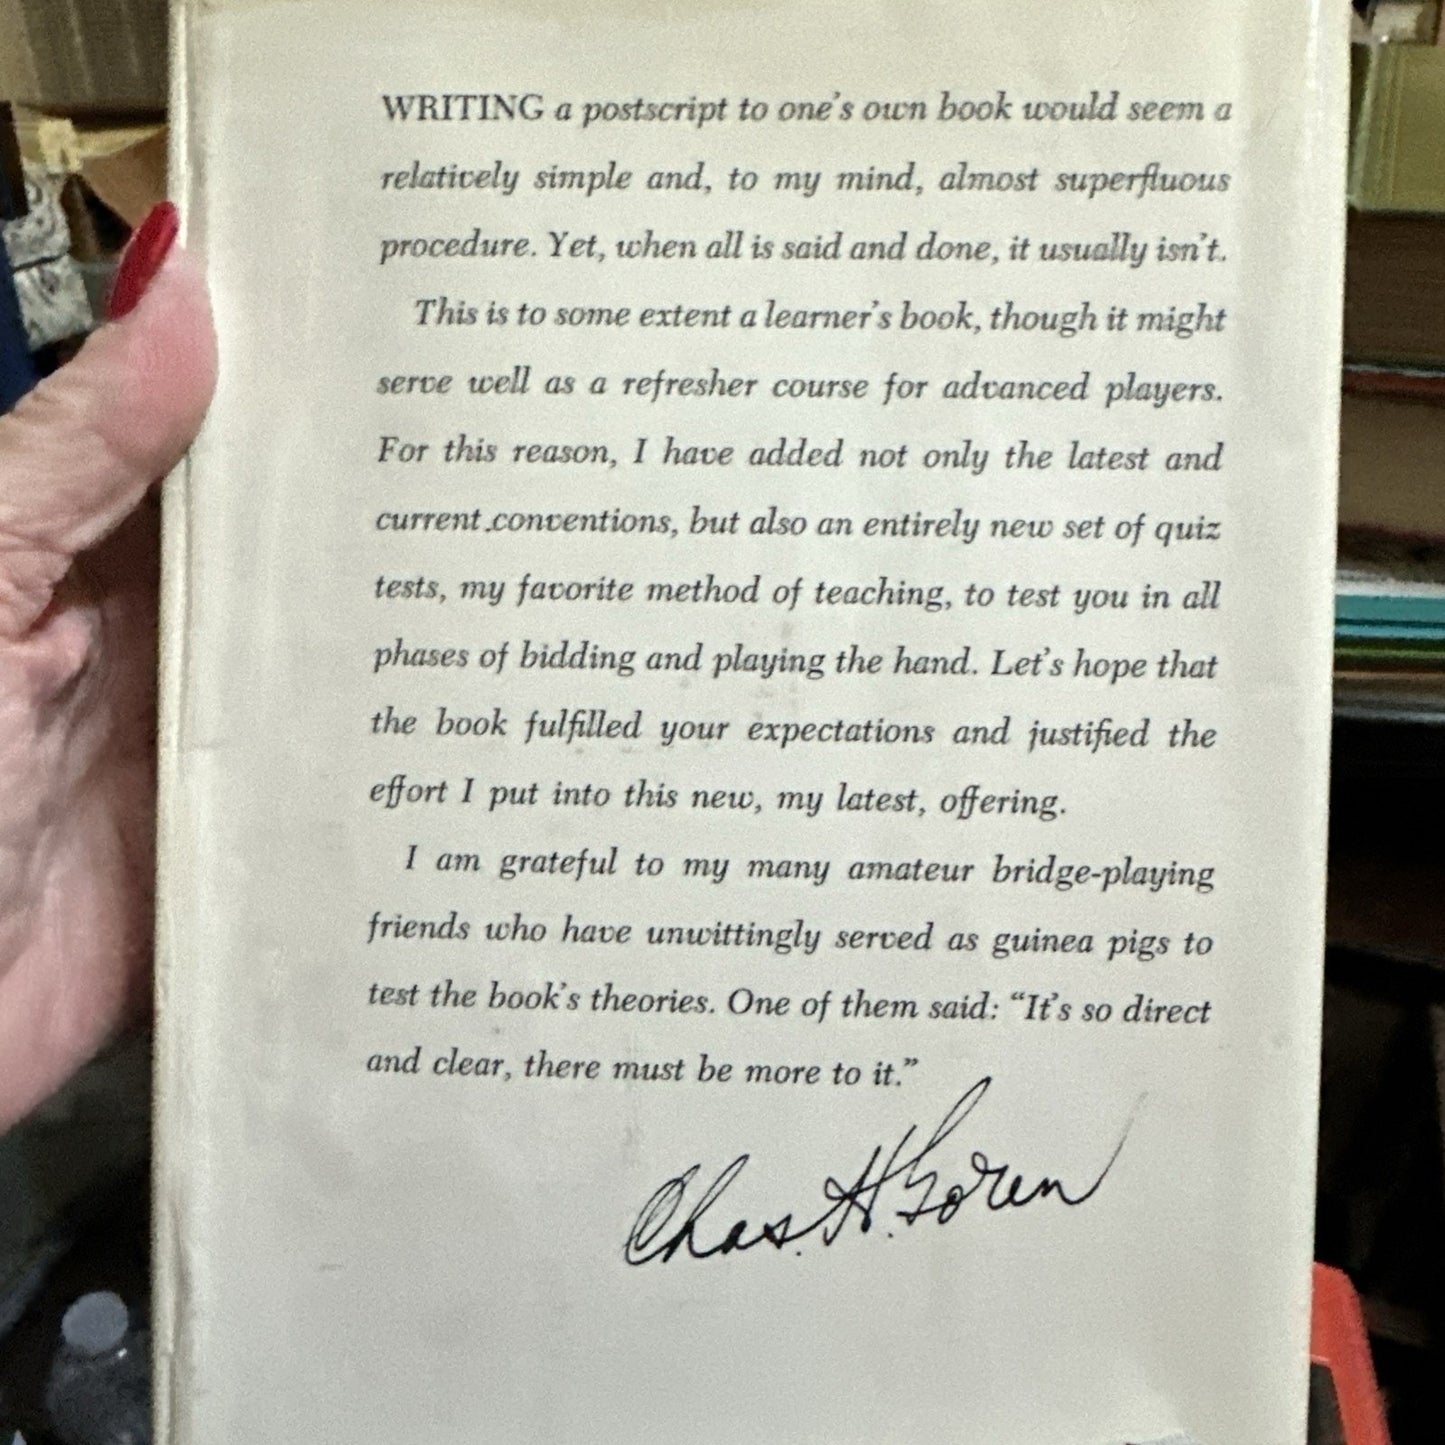 WRITING a postscript to one's own book would seem a
relatively simple and, to my mind, almost superfluous
procedure. Yet, when all is said and done, it usually isn't.
This is to some extent a learner's book, though it might
serve well as a refresher course for advanced players.
For this reason, I have added not only the latest and
current conventions, but also an entirely new set of quiz
tests, my favorite method of teaching, to test you in all
phases of bidding and playing the hand. Let's hope that
the book fulfilled your expectations and justified the
effort I put into this new, my latest, offering.
I am grateful to my many amateur bridge-playing
friends who have unwittingly served as guinea pigs to
test the book's theories. One of them said: “It's so direct
and clear, there must be more to it.”
Chas. H. Goren